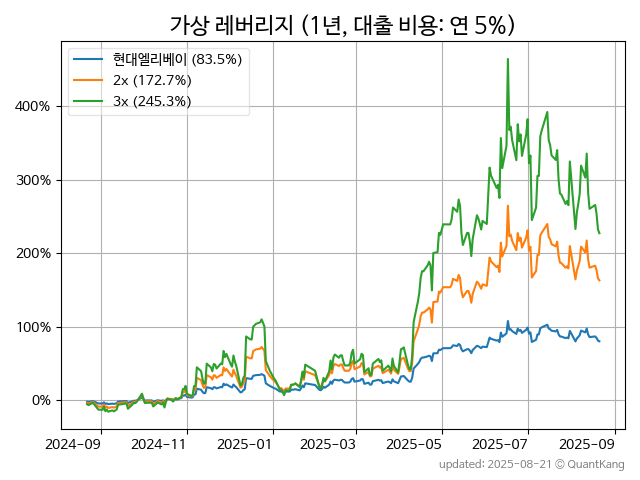 가상 레버리지 (1년, 대출 비용: 연 5%)
현대엘리베이 (83.5%)
2x (172.7%)
3x (245.3%)
400%
300%
200%
100%
0%
2024-09 2024-11 2025-01 2025-03 2025-05 2025-07 2025-09
updated: 2025-08-21 © QuantKang